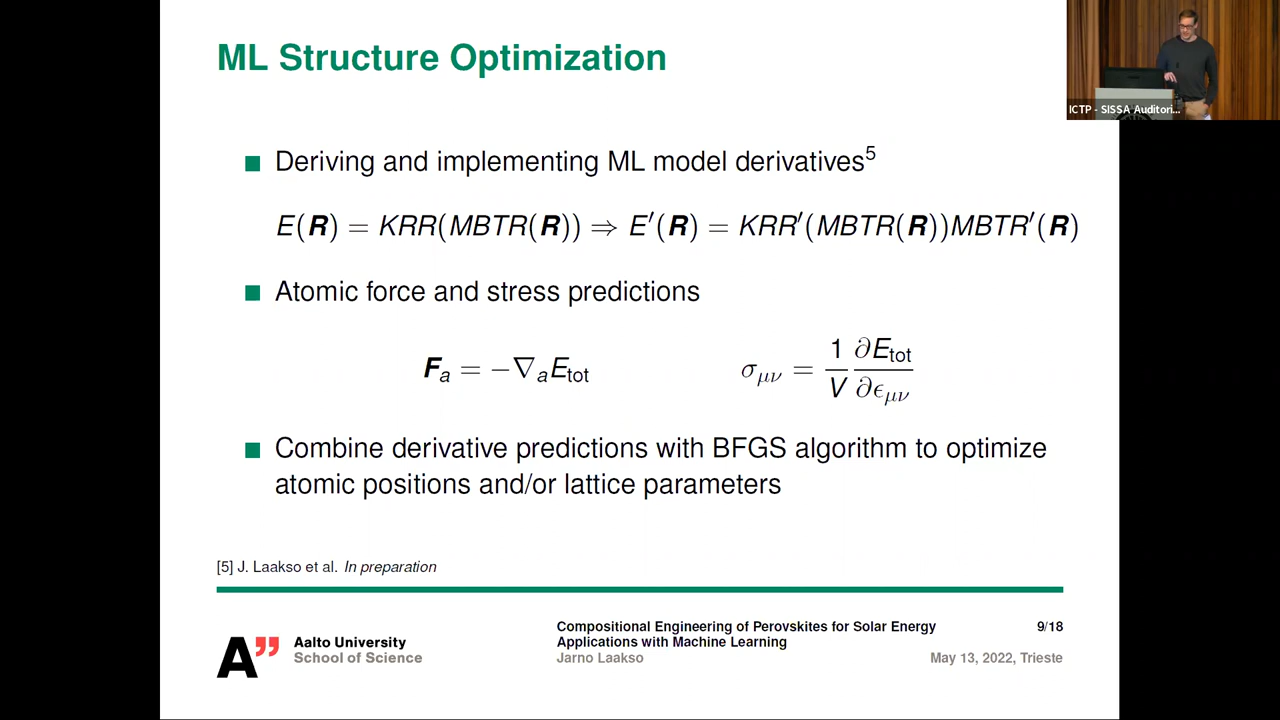 ML Structure Optimization
ICTP - SISSA Auditori...
Deriving and implementing ML model derivatives⁵
E(R) = KRR(MBTR(R)) ⇒ E′(R) = KRR′(MBTR(R))MBTR′(R)
Atomic force and stress predictions
Fₐ = −∇ₐE_tot σ_μν = 1/V ∂E_tot/∂ϵ_μν
Combine derivative predictions with BFGS algorithm to optimize
atomic positions and/or lattice parameters
[5] J. Laakso et al. In preparation
A”
Aalto University
School of Science
Compositional Engineering of Perovskites for Solar Energy
Applications with Machine Learning
Jarno Laakso
9/18
May 13, 2022, Trieste